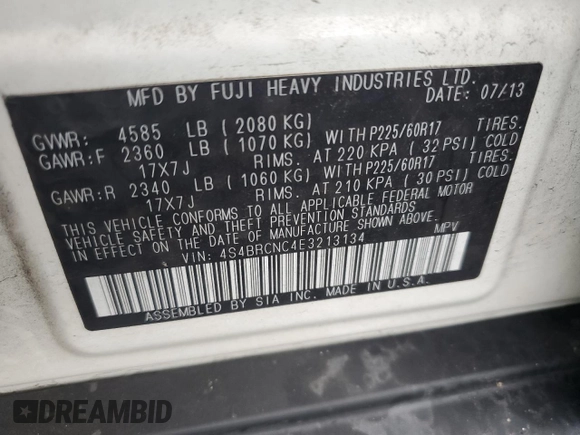 MFD BY FUJI HEAVY INDUSTRIES LTD.
DATE: 07/13
GVWR: 4585 LB ( 2080 KG)
GAWR:F 2360 LB ( 1070 KG) WITH P225/60R17 TIRES.
17X7J RIMS. AT 220 KPA ( 32 PSI) COLD
GAWR:R 2340 LB ( 1060 KG) WITH P225/60R17 TIRES.
17X7J RIMS. AT 210 KPA ( 30 PSI) COLD
THIS VEHICLE CONFORMS TO ALL APPLICABLE FEDERAL MOTOR
VEHICLE SAFETY AND THEFT PREVENTION STANDARDS
IN EFFECT ON THE DATE OF MANUFACTURE SHOWN ABOVE.
VIN: 4S4BRCNC4E3213134 MPV
ASSEMBLED BY SIA INC. MADE IN U.S.A.
DREAMBID